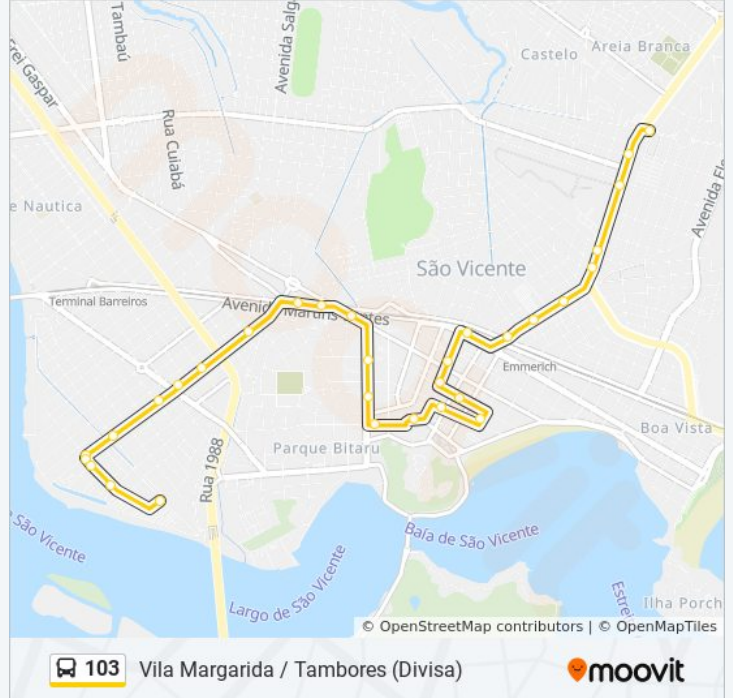 Tambaú
Avenida Salg
Castelo
Areia Branca
Frei Gaspar
Rua Cuiabá
Avenida Fl
e Nautica
São Vicente
Terminal Barreiros
Avenida Martins Fontes
Emmerich
Boa Vista
Parque Bitaru
Rua 1988
e São Vicente
Baía de São Vicente
Largo de São Vicente
Estrei
Ilha Porch
© OpenStreetMap contributors | © OpenMapTiles
103 Vila Margarida / Tambores (Divisa)
moovit